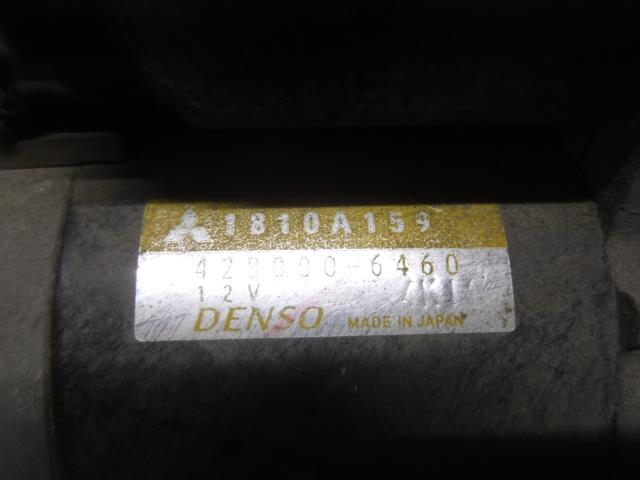 1810A159
428000-6460
12V
DENSO MADE IN JAPAN